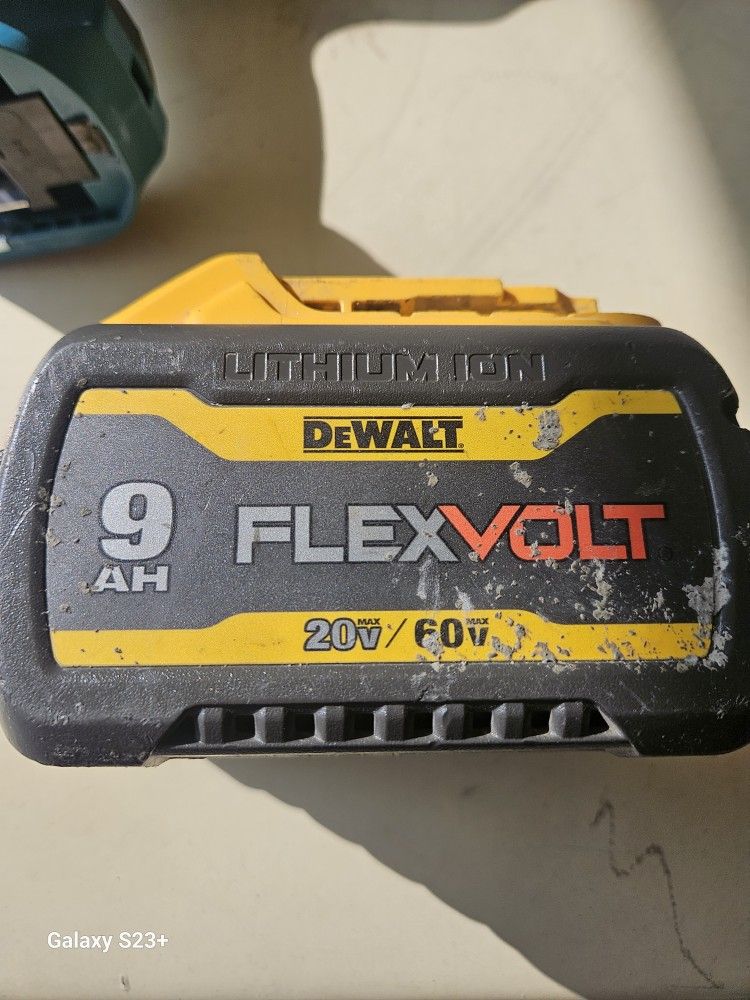 LITHIUM ION
DEWALT
9
AH
FLEXVOLT
20V MAX / 60V MAX
Galaxy S23+